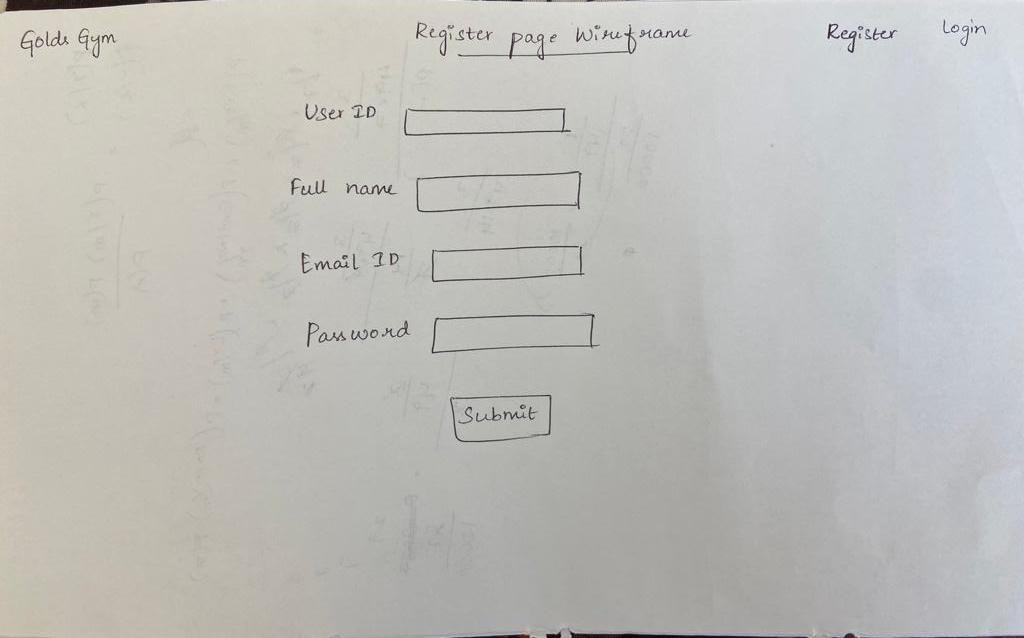 Golds Gym
Register page Wireframe
Register
Login
User ID
Full name
Email ID
Password
Submit